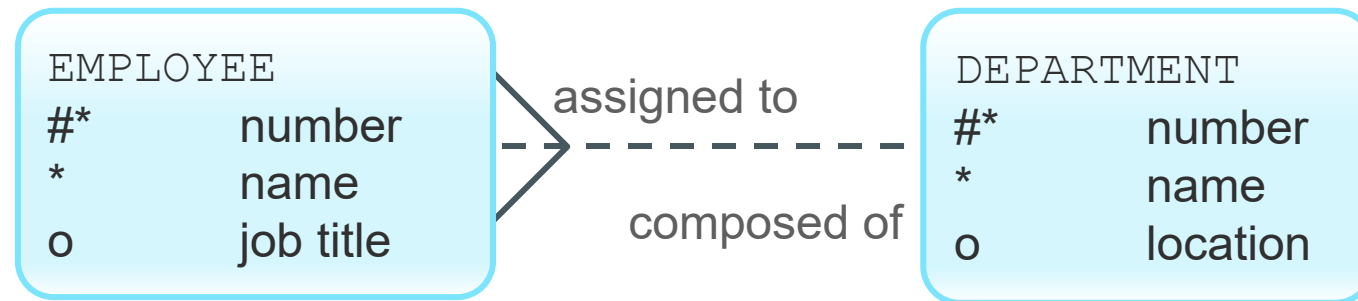 EMPLOYEE
#* number
* name
o job title
assigned to
composed of
DEPARTMENT
#* number
* name
o location